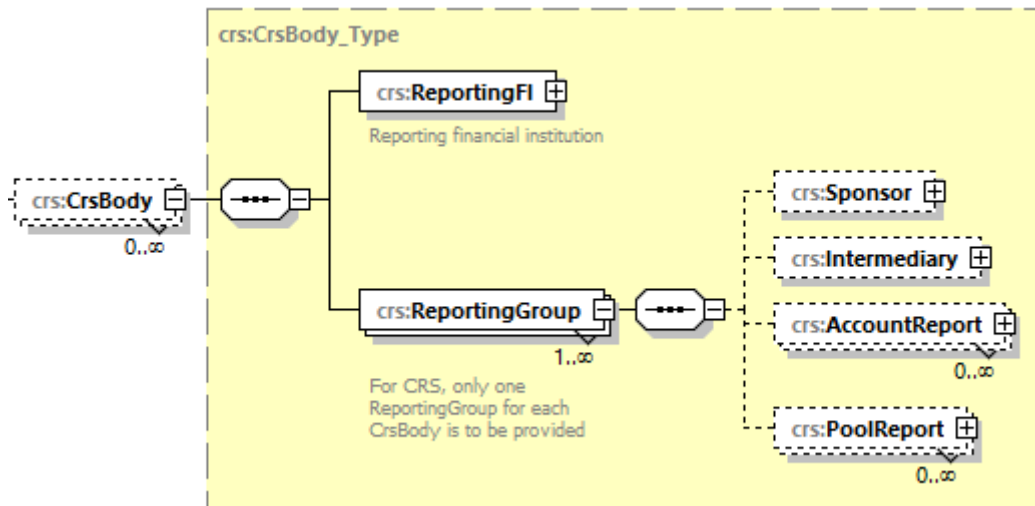 crs:CrsBody_Type
crs:ReportingFI
Reporting financial institution
crs:CrsBody
0..∞
crs:Sponsor
crs:Intermediary
crs:ReportingGroup
1..∞
For CRS, only one
ReportingGroup for each
CrsBody is to be provided
crs:AccountReport
0..∞
crs:PoolReport
0..∞